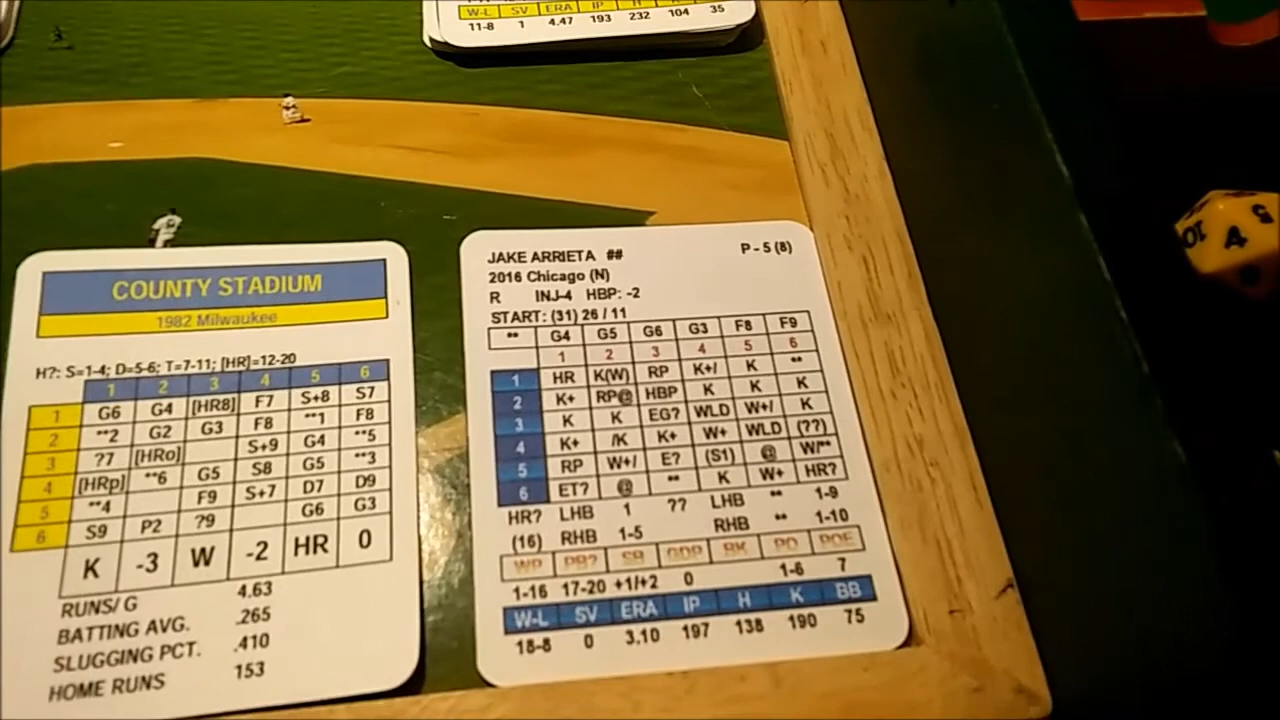 W-L SV ERA IP H K
11-8 1 4.47 193 232 104 35
COUNTY STADIUM
1982 Milwaukee
H?: S=1-4; D=5-6; T=7-11; [HR]=12-20
1 2 3 4 5 6
1 G6 G4 [HR8] F7 S+8 S7
2 **2 G2 G3 F8 **1 F8
3 ?7 [HRo] S+9 G4 **5
4 [HRp] **6 G5 S8 G5 **3
5 **4 F9 S+7 D7 D9
6 S9 P2 ?9 G6 G3
K -3 W -2 HR 0
RUNS/ G 4.63
BATTING AVG. .265
SLUGGING PCT. .410
HOME RUNS 153
JAKE ARRIETA ## P - 5 (8)
2016 Chicago (N)
R INJ-4 HBP: -2
START: (31) 26 / 11
** G4 G5 G6 G3 F8 F9
1 2 3 4 5 6
1 HR K(W) RP K+/ K **
2 K+ RP@ HBP K K K
3 K K EG? WLD W+/ K
4 K+ /K K+ W+ WLD (??)
5 RP W+/ E? (S1) @ W/**
6 ET? @ ** K W+ HR?
HR? LHB 1 ?? LHB ** 1-9
(16) RHB 1-5 RHB ** 1-10
WP PB? SB GDP BK PO POF
1-16 17-20 +1/+2 0 1-6 7
W-L SV ERA IP H K BB
18-8 0 3.10 197 138 190 75
10 5 4